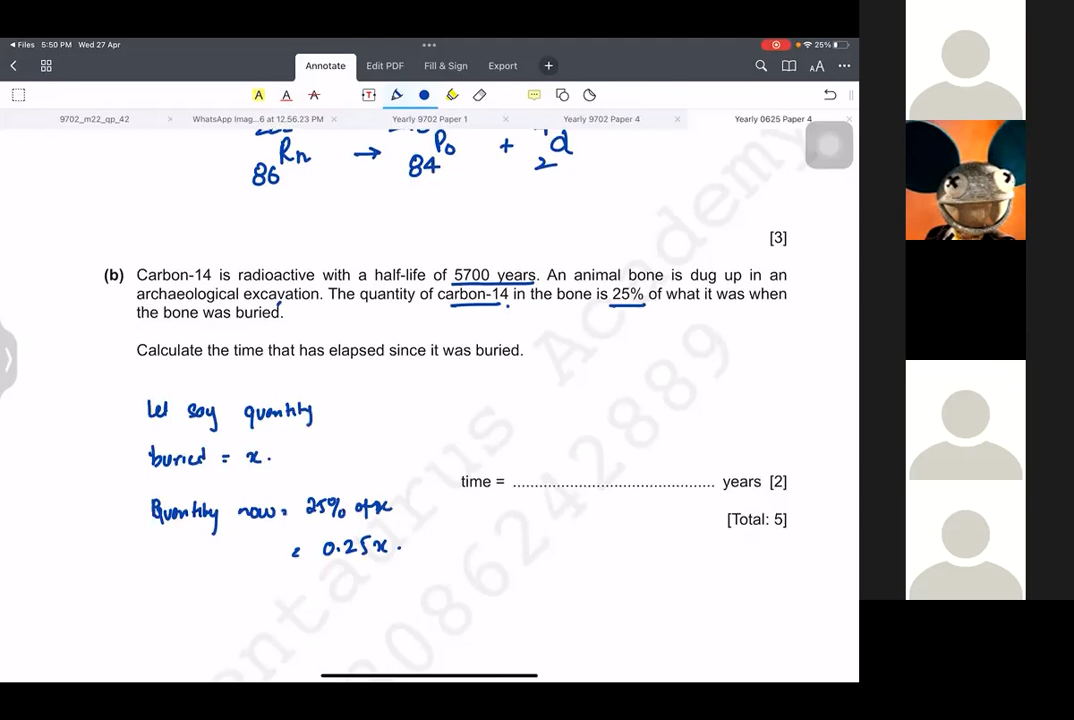 Files 5:50 PM Wed 27 Apr 25%
Annotate Edit PDF Fill & Sign Export
9702_m22_qp_42 WhatsApp Imag...6 at 12.56.23 PM Yearly 9702 Paper 1 Yearly 9702 Paper 4 Yearly 0625 Paper 4
86 Rn → 84 Po + 2 α
[3]
(b) Carbon-14 is radioactive with a half-life of 5700 years. An animal bone is dug up in an
archaeological excavation. The quantity of carbon-14 in the bone is 25% of what it was when
the bone was buried.
Calculate the time that has elapsed since it was buried.
Let say quantity
buried = x.
time = ........................................... years [2]
Quantity now = 25% of x
[Total: 5]
= 0.25x.
entaurus Academy
086242889